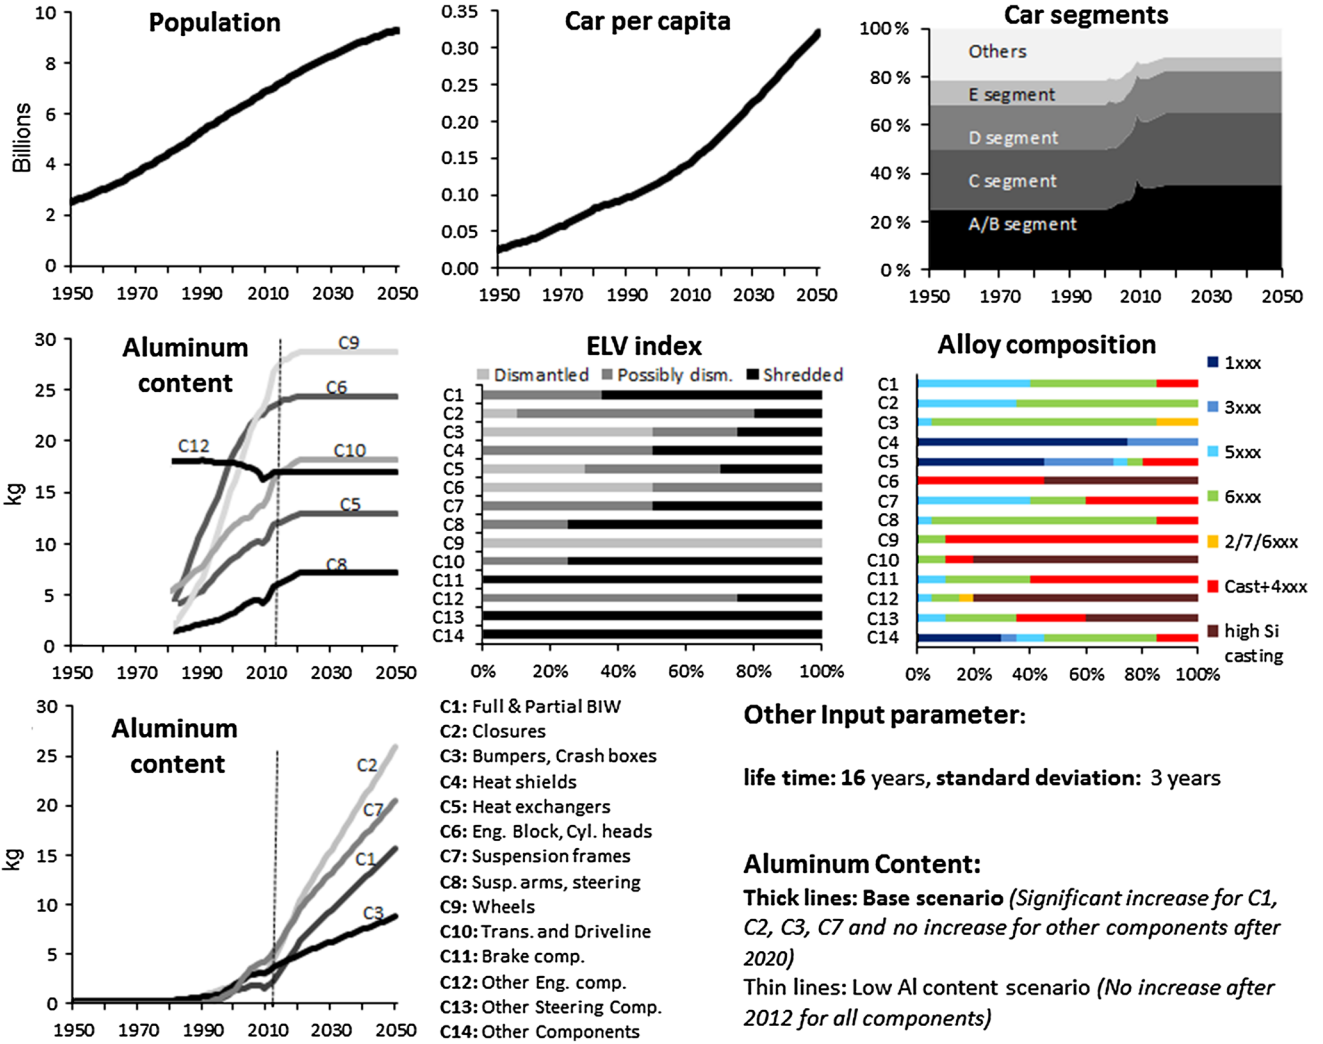 Population
Billions
10
8
6
4
2
0
1950 1970 1990 2010 2030 2050
Car per capita
0.35
0.30
0.25
0.20
0.15
0.10
0.05
0.00
1950 1970 1990 2010 2030 2050
Car segments
100 %
80 %
60 %
40 %
20 %
0 %
Others
E segment
D segment
C segment
A/B segment
1950 1970 1990 2010 2030 2050
Aluminum
content
kg
30
25
20
15
10
5
0
C9
C6
C12
C10
C5
C8
1950 1970 1990 2010 2030 2050
ELV index
Dismantled Possibly dism. Shredded
C1
C2
C3
C4
C5
C6
C7
C8
C9
C10
C11
C12
C13
C14
0% 20% 40% 60% 80% 100%
Alloy composition
C1
C2
C3
C4
C5
C6
C7
C8
C9
C10
C11
C12
C13
C14
0% 20% 40% 60% 80% 100%
1xxx
3xxx
5xxx
6xxx
2/7/6xxx
Cast+4xxx
high Si
casting
Aluminum
content
kg
30
25
20
15
10
5
0
C2
C7
C1
C3
1950 1970 1990 2010 2030 2050
C1: Full & Partial BIW
C2: Closures
C3: Bumpers, Crash boxes
C4: Heat shields
C5: Heat exchangers
C6: Eng. Block, Cyl. heads
C7: Suspension frames
C8: Susp. arms, steering
C9: Wheels
C10: Trans. and Driveline
C11: Brake comp.
C12: Other Eng. comp.
C13: Other Steering Comp.
C14: Other Components
Other Input parameter:
life time: 16 years, standard deviation: 3 years
Aluminum Content:
Thick lines: Base scenario (Significant increase for C1,
C2, C3, C7 and no increase for other components after
2020)
Thin lines: Low Al content scenario (No increase after
2012 for all components)